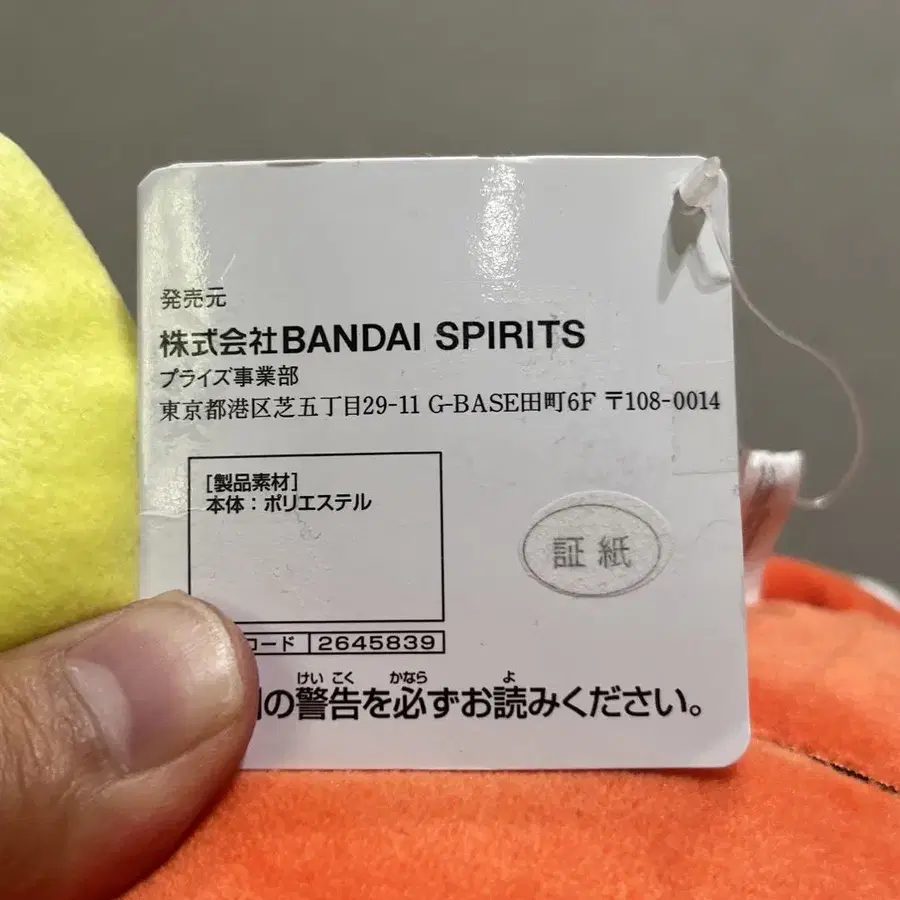 発売元
株式会社BANDAI SPIRITS
プライズ事業部
東京都港区芝五丁目29-11 G-BASE田町6F 〒108-0014
[製品素材]
本体：ポリエステル
証紙
コード 2645839
けい こく かなら よ
の警告を必ずお読みください。